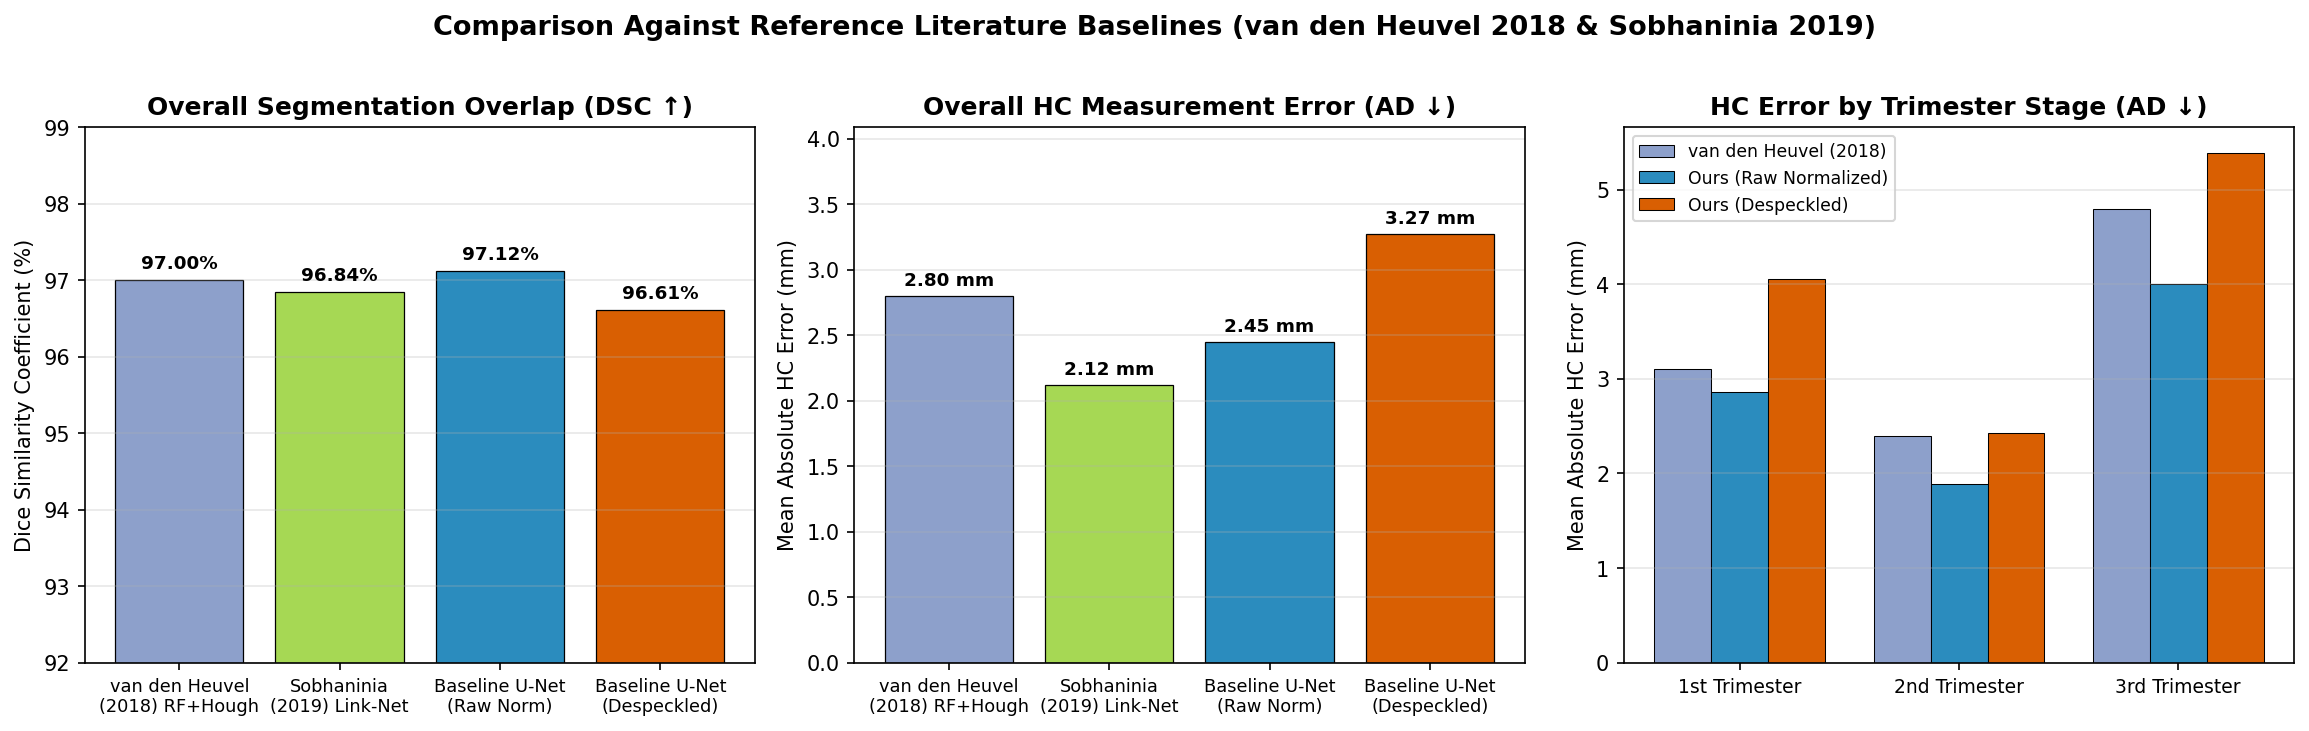 Comparison Against Reference Literature Baselines (van den Heuvel 2018 & Sobhaninia 2019)
Overall Segmentation Overlap (DSC ↑)
Dice Similarity Coefficient (%)
99
98
97
96
95
94
93
92
97.00%
96.84%
97.12%
96.61%
van den Heuvel
(2018) RF+Hough
Sobhaninia
(2019) Link-Net
Baseline U-Net
(Raw Norm)
Baseline U-Net
(Despeckled)
Overall HC Measurement Error (AD ↓)
Mean Absolute HC Error (mm)
4.0
3.5
3.0
2.5
2.0
1.5
1.0
0.5
0.0
2.80 mm
2.12 mm
2.45 mm
3.27 mm
van den Heuvel
(2018) RF+Hough
Sobhaninia
(2019) Link-Net
Baseline U-Net
(Raw Norm)
Baseline U-Net
(Despeckled)
HC Error by Trimester Stage (AD ↓)
Mean Absolute HC Error (mm)
5
4
3
2
1
0
van den Heuvel (2018)
Ours (Raw Normalized)
Ours (Despeckled)
1st Trimester
2nd Trimester
3rd Trimester